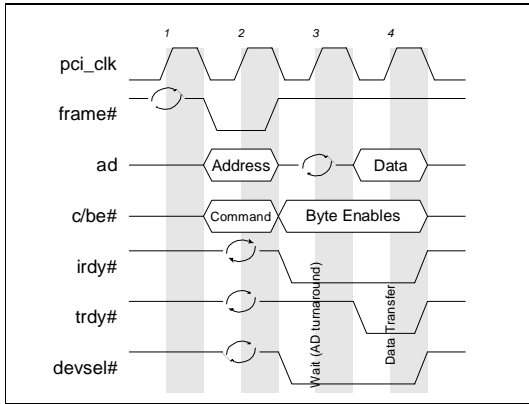 1 2 3 4
pci_clk
frame#
ad Address Data
c/be# Command Byte Enables
irdy#
trdy#
devsel#
Wait (AD turnaround)
Data Transfer